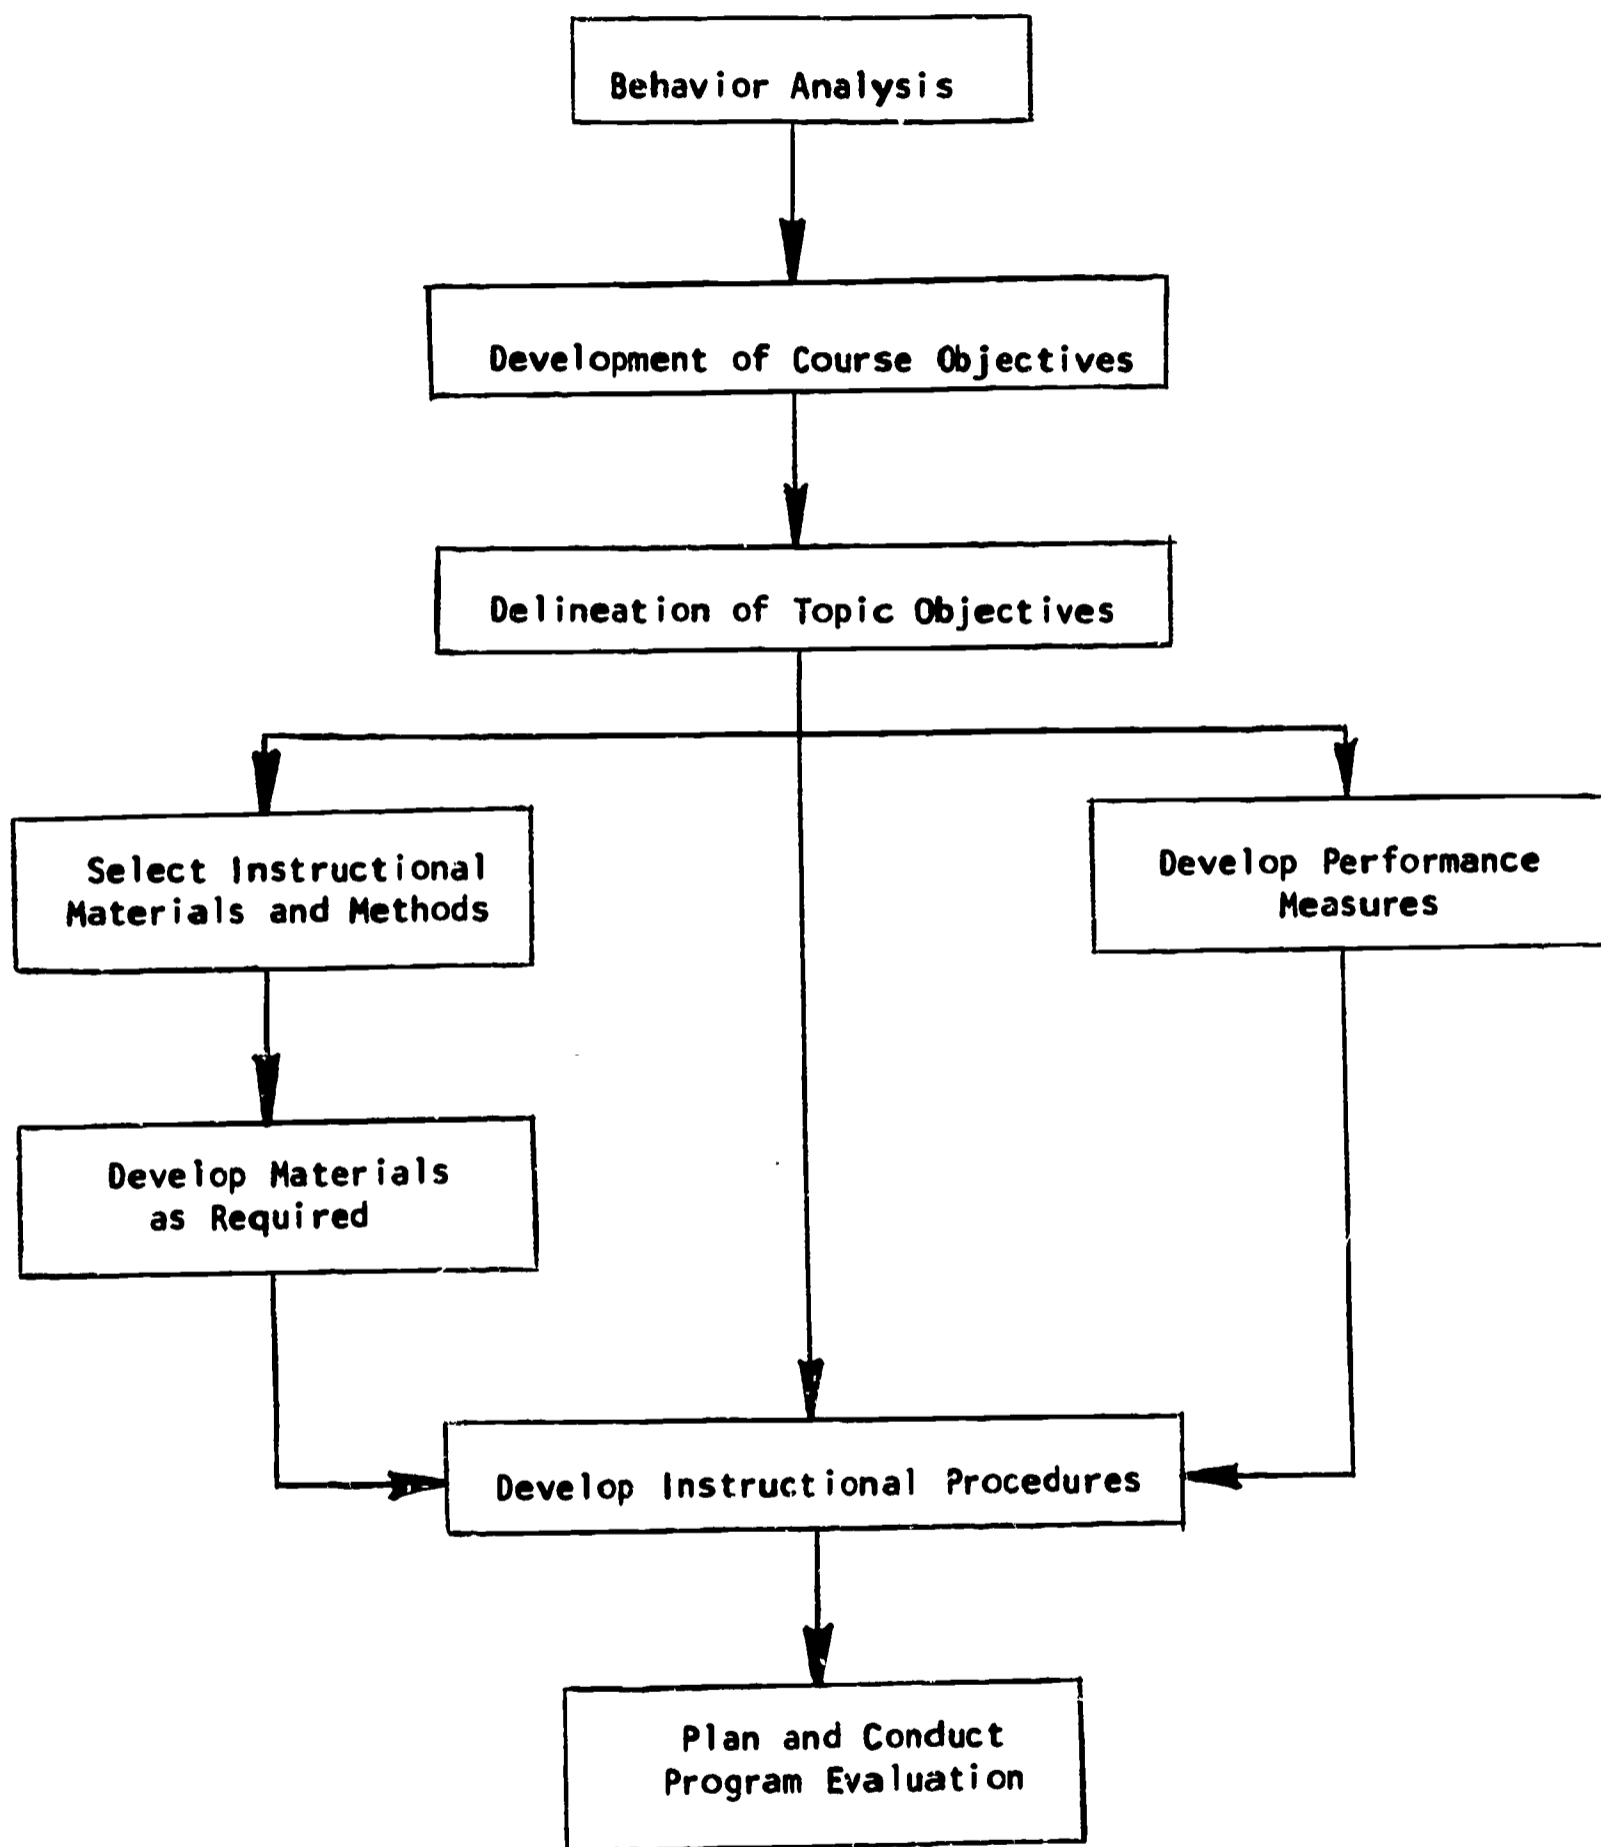 Behavior Analysis
Development of Course Objectives
Delineation of Topic Objectives
Select Instructional
Materials and Methods
Develop Performance
Measures
Develop Materials
as Required
Develop Instructional Procedures
Plan and Conduct
Program Evaluation